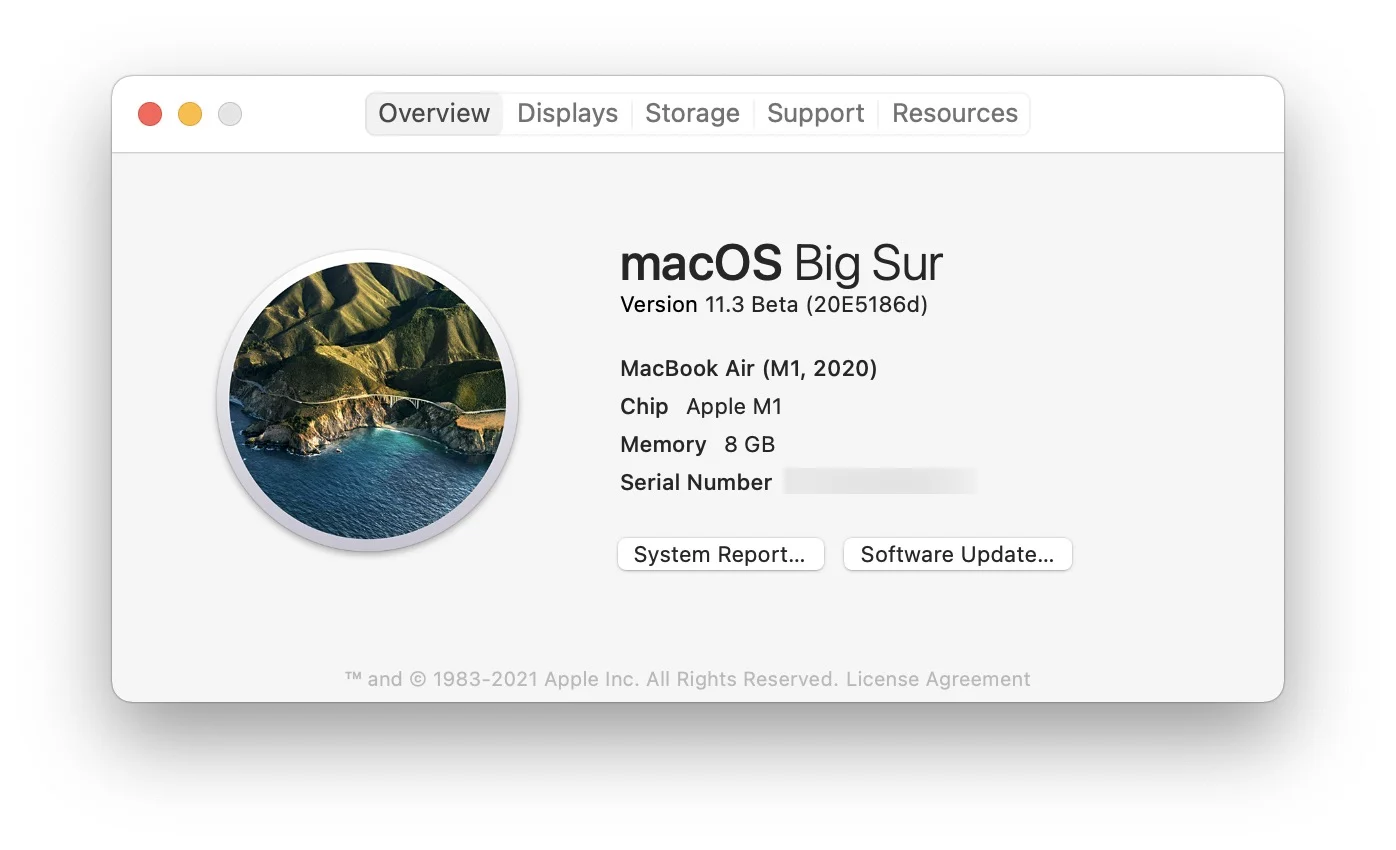 Overview Displays Storage Support Resources
macOS Big Sur
Version 11.3 Beta (20E5186d)
MacBook Air (M1, 2020)
Chip Apple M1
Memory 8 GB
Serial Number
System Report... Software Update...
™ and © 1983-2021 Apple Inc. All Rights Reserved. License Agreement